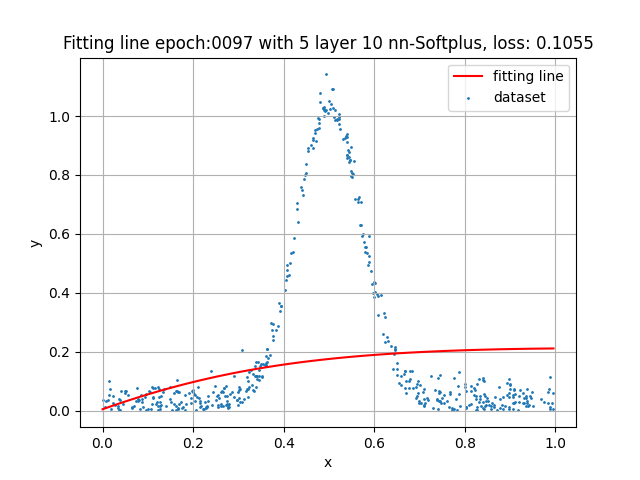 Fitting line epoch:0097 with 5 layer 10 nn-Softplus, loss: 0.1055
fitting line
dataset
1.0
0.8
0.6
0.4
0.2
0.0
y
0.0 0.2 0.4 0.6 0.8 1.0
x